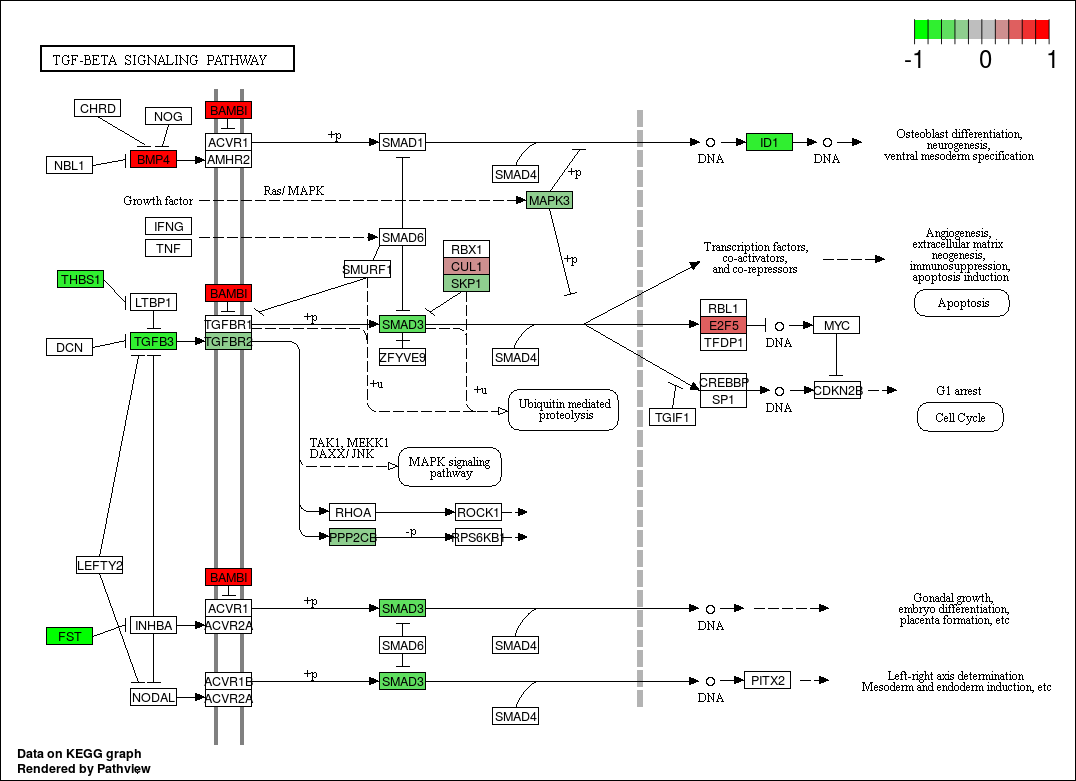 TGF-BETA SIGNALING PATHWAY
-1 0 1
CHRD
NOG
BAMBI
NBL1
BMP4
ACVR1
AMHR2
+p
SMAD1
SMAD4
+p
DNA
ID1
DNA
Osteoblast differentiation,
neurogenesis,
ventral mesoderm specification
Growth factor
Ras/ MAPK
MAPK3
IFNG
TNF
SMAD6
SMURF1
RBX1
CUL1
SKP1
+p
Transcription factors,
co-activators,
and co-repressors
Angiogenesis,
extracellular matrix
neogenesis,
immunosuppression,
apoptosis induction
Apoptosis
THBS1
LTBP1
BAMBI
DCN
TGFB3
TGFBR1
TGFBR2
+p
SMAD3
ZFYVE9
SMAD4
RBL1
E2F5
TFDP1
DNA
MYC
+u
+u
CREBBP
SP1
TGIF1
DNA
CDKN2B
G1 arrest
Cell Cycle
Ubiquitin mediated
proteolysis
TAK1, MEKK1
DAXX/ JNK
MAPK signaling
pathway
RHOA
ROCK1
PPP2CB
-p
RPS6KB1
LEFTY2
BAMBI
FST
INHBA
ACVR1
ACVR2A
+p
SMAD3
SMAD6
SMAD4
DNA
Gonadal growth,
embryo differentiation,
placenta formation, etc
NODAL
ACVR1B
ACVR2A
+p
SMAD3
SMAD4
DNA
PITX2
Left-right axis determination
Mesoderm and endoderm induction, etc
Data on KEGG graph
Rendered by Pathview